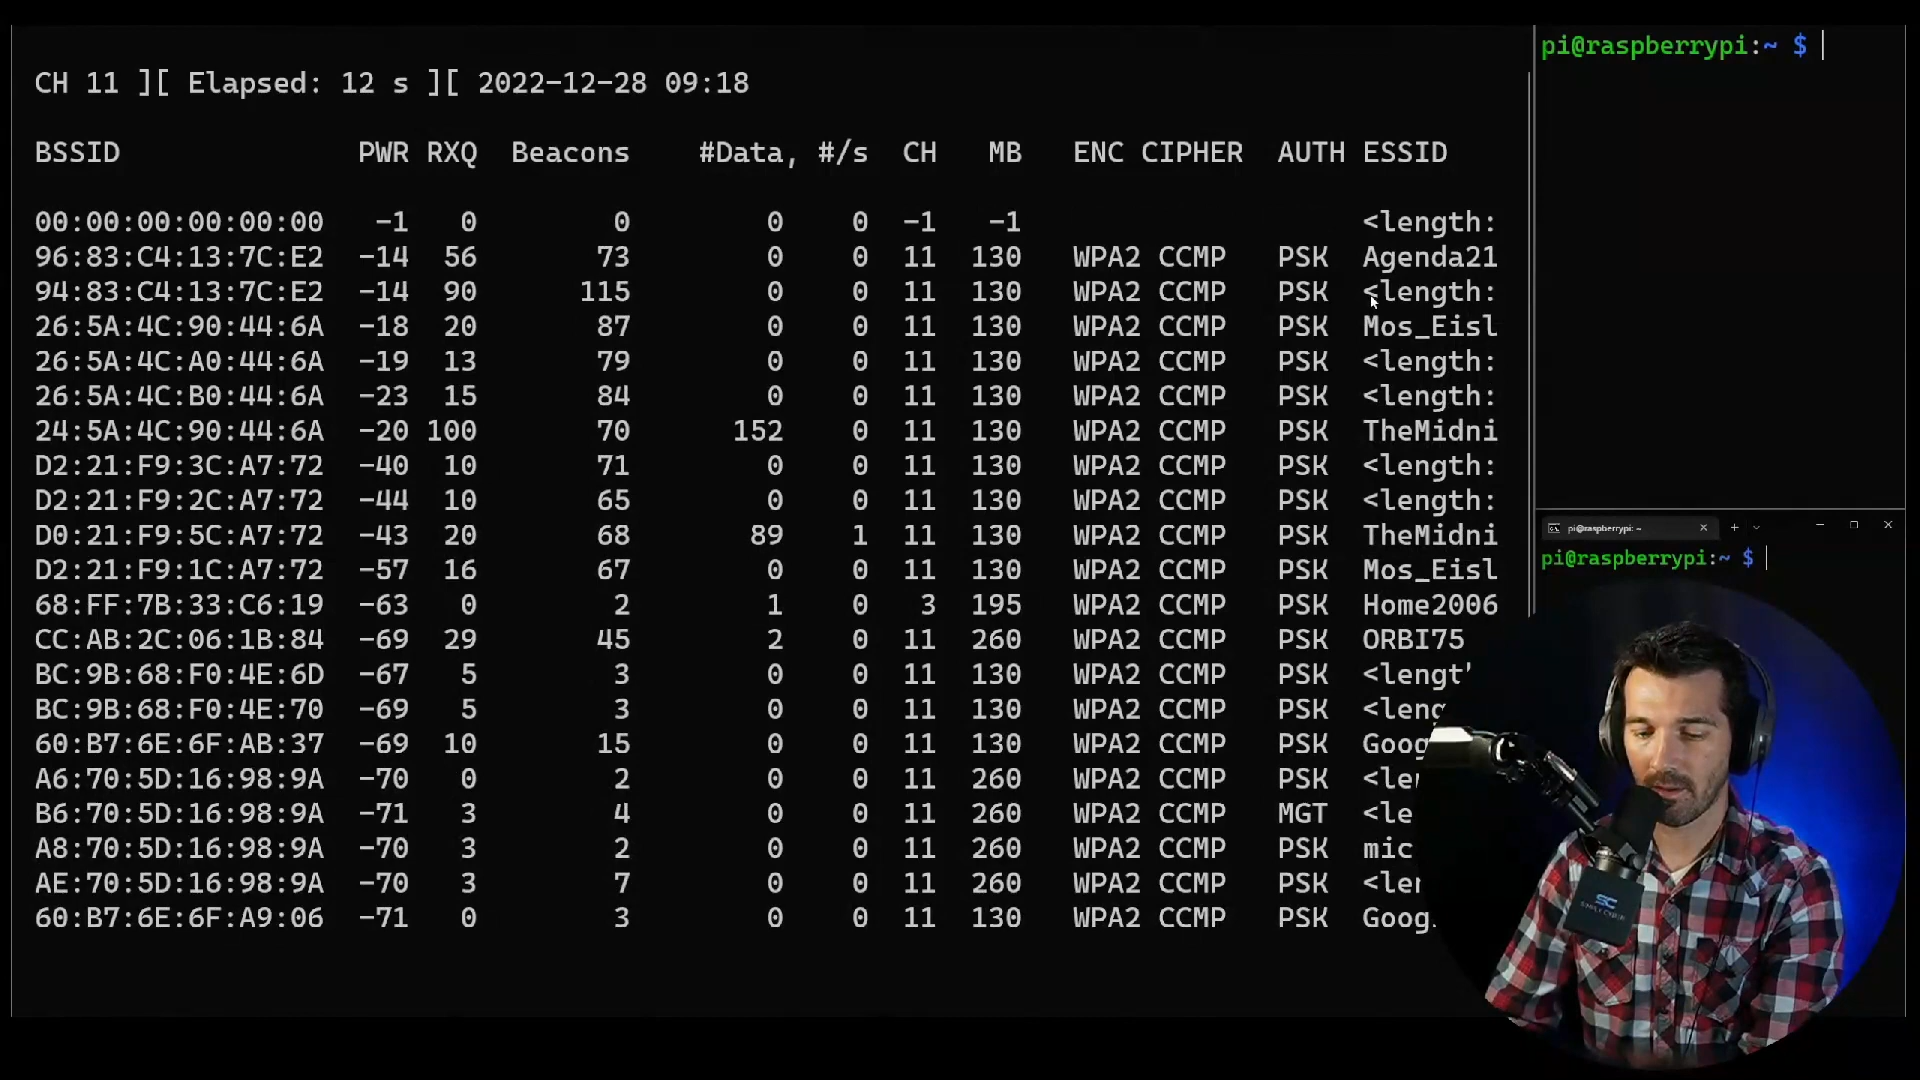 CH 11 ][ Elapsed: 12 s ][ 2022-12-28 09:18
BSSID PWR RXQ Beacons #Data, #/s CH MB ENC CIPHER AUTH ESSID
00:00:00:00:00:00 -1 0 0 0 0 -1 -1 <length:
96:83:C4:13:7C:E2 -14 56 73 0 0 11 130 WPA2 CCMP PSK Agenda21
94:83:C4:13:7C:E2 -14 90 115 0 0 11 130 WPA2 CCMP PSK <length:
26:5A:4C:90:44:6A -18 20 87 0 0 11 130 WPA2 CCMP PSK Mos_Eisl
26:5A:4C:A0:44:6A -19 13 79 0 0 11 130 WPA2 CCMP PSK <length:
26:5A:4C:B0:44:6A -23 15 84 0 0 11 130 WPA2 CCMP PSK <length:
24:5A:4C:90:44:6A -20 100 70 152 0 11 130 WPA2 CCMP PSK TheMidni
D2:21:F9:3C:A7:72 -40 10 71 0 0 11 130 WPA2 CCMP PSK <length:
D2:21:F9:2C:A7:72 -44 10 65 0 0 11 130 WPA2 CCMP PSK <length:
D0:21:F9:5C:A7:72 -43 20 68 89 1 11 130 WPA2 CCMP PSK TheMidni
D2:21:F9:1C:A7:72 -57 16 67 0 0 11 130 WPA2 CCMP PSK Mos_Eisl
68:FF:7B:33:C6:19 -63 0 2 1 0 3 195 WPA2 CCMP PSK Home2006
CC:AB:2C:06:1B:84 -69 29 45 2 0 11 260 WPA2 CCMP PSK ORBI75
BC:9B:68:F0:4E:6D -67 5 3 0 0 11 130 WPA2 CCMP PSK <lengt
BC:9B:68:F0:4E:70 -69 5 3 0 0 11 130 WPA2 CCMP PSK <leng
60:B7:6E:6F:AB:37 -69 10 15 0 0 11 130 WPA2 CCMP PSK Goog
A6:70:5D:16:98:9A -70 0 2 0 0 11 260 WPA2 CCMP PSK <le
B6:70:5D:16:98:9A -71 3 4 0 0 11 260 WPA2 CCMP MGT <le
A8:70:5D:16:98:9A -70 3 2 0 0 11 260 WPA2 CCMP PSK mic
AE:70:5D:16:98:9A -70 3 7 0 0 11 260 WPA2 CCMP PSK <le
60:B7:6E:6F:A9:06 -71 0 3 0 0 11 130 WPA2 CCMP PSK Goog
pi@raspberrypi:~ $
pi@raspberrypi: ~
pi@raspberrypi:~ $
SC
SIMPLY CYBER